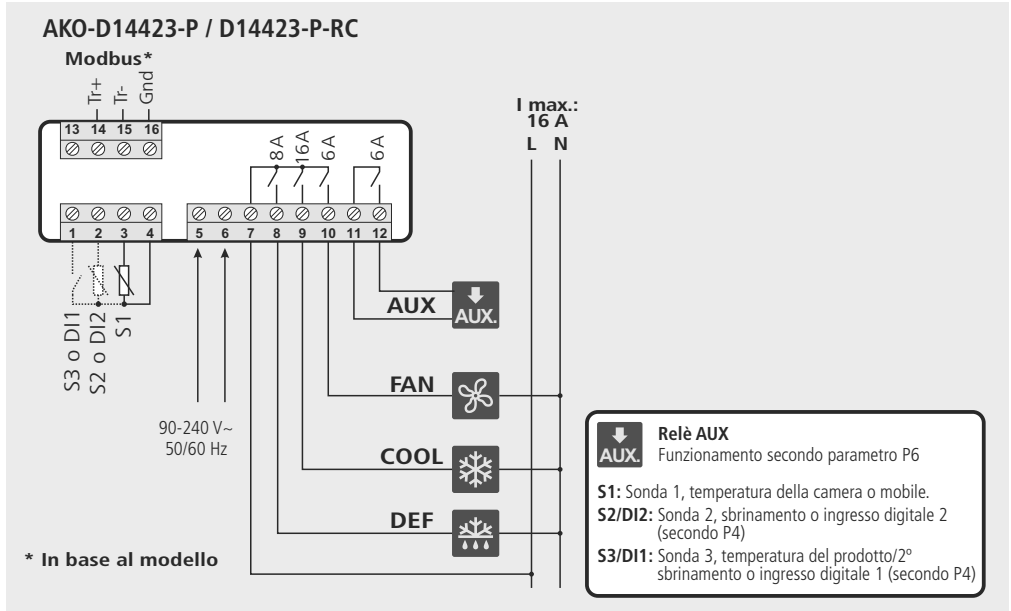 AKO-D14423-P / D14423-P-RC
Modbus*
Tr+ Tr- Gnd
13 14 15 16
8A 16A 6A 6A
I max.:
16 A
L N
1 2 3 4 5 6 7 8 9 10 11 12
S3 o DI1
S2 o DI2
S1
90-240 V~
50/60 Hz
AUX AUX.
FAN
COOL
DEF
* In base al modello
AUX.
Relè AUX
Funzionamento secondo parametro P6
S1: Sonda 1, temperatura della camera o mobile.
S2/DI2: Sonda 2, sbrinamento o ingresso digitale 2
(secondo P4)
S3/DI1: Sonda 3, temperatura del prodotto/2º
sbrinamento o ingresso digitale 1 (secondo P4)